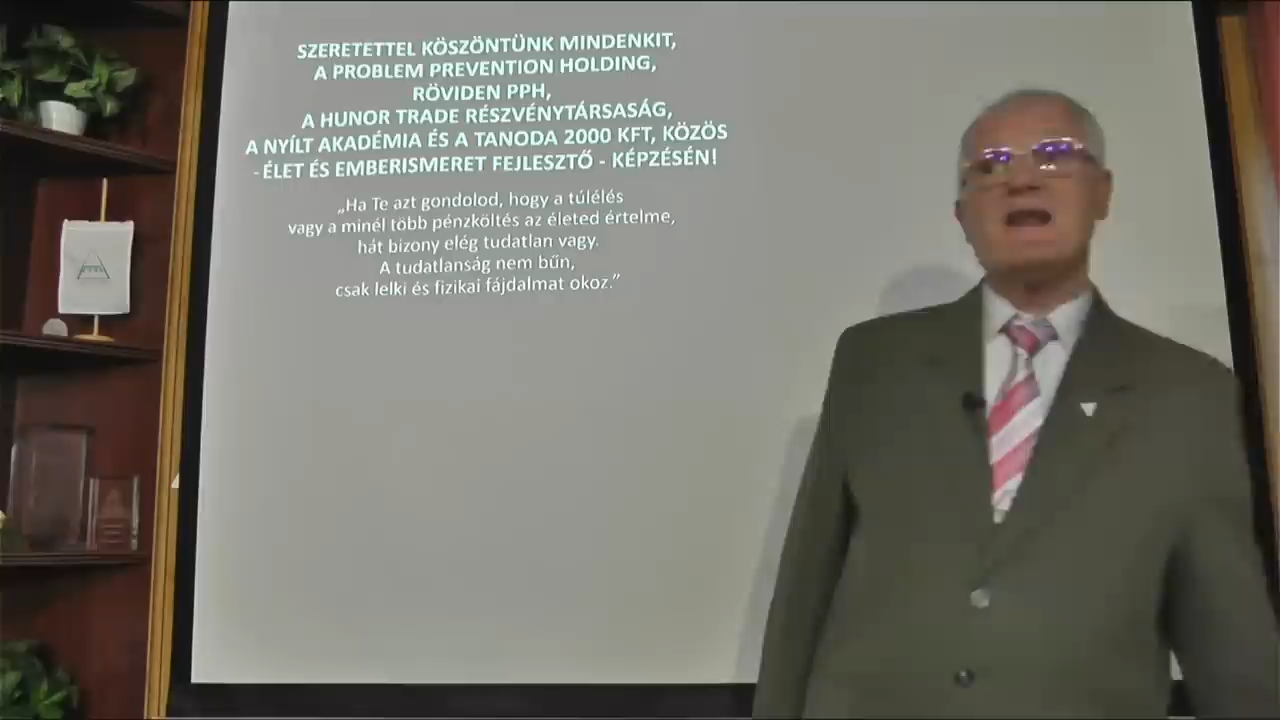 SZERETETTEL KÖSZÖNTÜNK MINDENKIT,
A PROBLEM PREVENTION HOLDING,
RÖVIDEN PPH,
A HUNOR TRADE RÉSZVÉNYTÁRSASÁG,
A NYÍLT AKADÉMIA ÉS A TANODA 2000 KFT, KÖZÖS
- ÉLET ÉS EMBERISMERET FEJLESZTŐ - KÉPZÉSÉN!
„Ha Te azt gondolod, hogy a túlélés
vagy a minél több pénzköltés az életed értelme,
hát bizony elég tudatlan vagy.
A tudatlanság nem bűn,
csak lelki és fizikai fájdalmat okoz.”